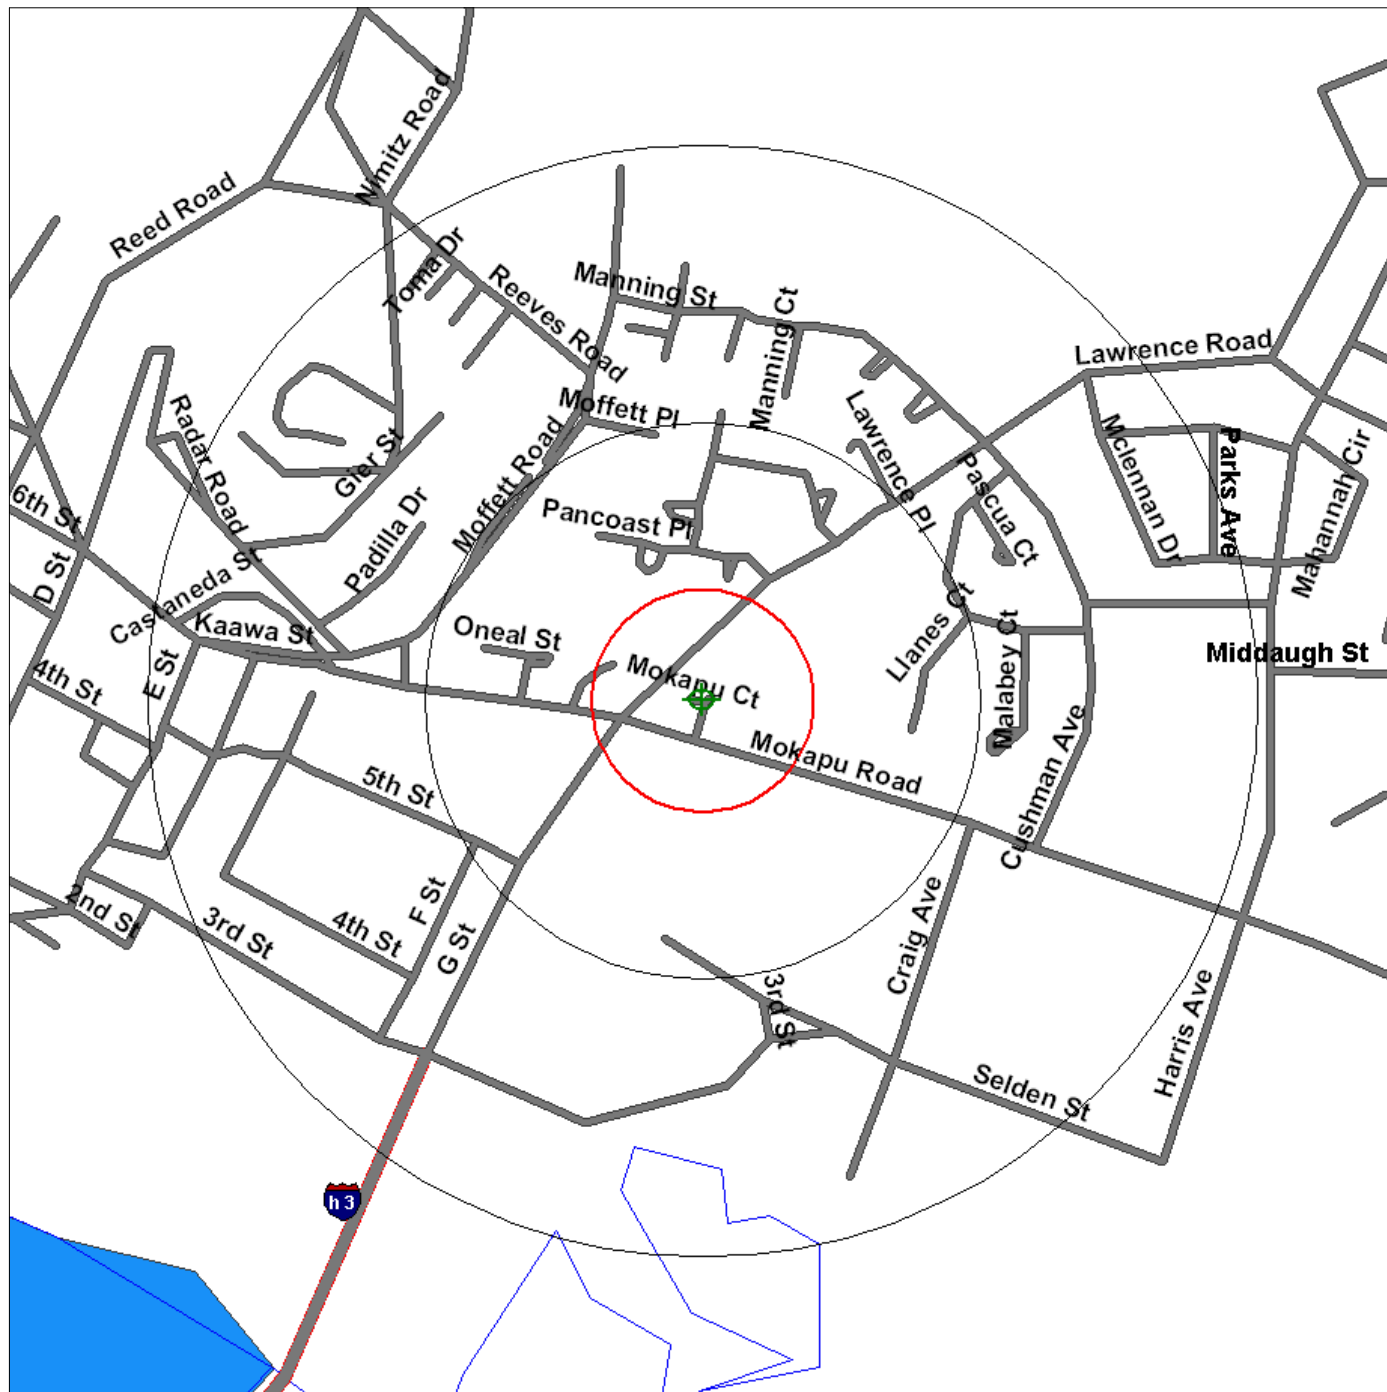 Nimitz Road
Reed Road
Toma Dr
Reeves Road
Manning St
Manning Ct
Lawrence Road
Moffett Pl
Radar Road
Gier St
Moffett Road
Lawrence Pl
Pascua Ct
Mclennan Dr
Parks Ave
Mahannah Cir
6th St
Padilla Dr
Pancoast Pl
D St
Castaneda St
Kaawa St
Oneal St
Llanes Ct
Malabey Ct
Middaugh St
4th St
E St
Mokapu Ct
Mokapu Road
Cushman Ave
5th St
2nd St
3rd St
4th St
F St
G St
Craig Ave
3rd St
Harris Ave
Selden St
h 3